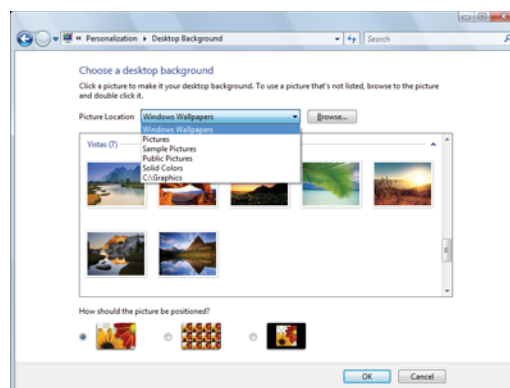 « Personalization ▸ Desktop Background
Search
Choose a desktop background
Click a picture to make it your desktop background. To use a picture that's not listed, browse to the picture
and double click it.
Picture Location Windows Wallpapers Browse...
Windows Wallpapers
Pictures
Sample Pictures
Public Pictures
Solid Colors
C:\Graphics
Vistas (7)
How should the picture be positioned?
OK Cancel